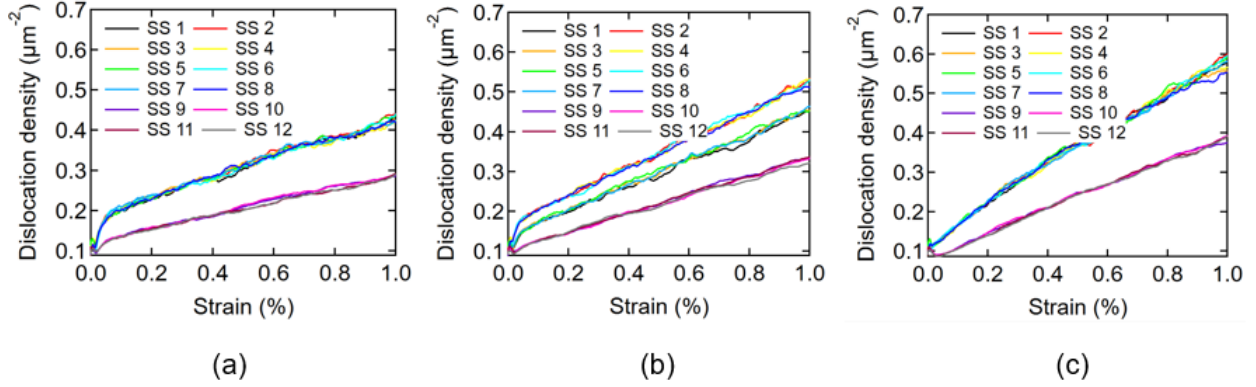 Dislocation density (μm⁻²)
0.7
0.6
0.5
0.4
0.3
0.2
0.1
SS 1 SS 2
SS 3 SS 4
SS 5 SS 6
SS 7 SS 8
SS 9 SS 10
SS 11 SS 12
0.0 0.2 0.4 0.6 0.8 1.0
Strain (%)
(a)
Dislocation density (μm⁻²)
0.7
0.6
0.5
0.4
0.3
0.2
0.1
SS 1 SS 2
SS 3 SS 4
SS 5 SS 6
SS 7 SS 8
SS 9 SS 10
SS 11 SS 12
0.0 0.2 0.4 0.6 0.8 1.0
Strain (%)
(b)
Dislocation density (μm⁻²)
0.7
0.6
0.5
0.4
0.3
0.2
0.1
SS 1 SS 2
SS 3 SS 4
SS 5 SS 6
SS 7 SS 8
SS 9 SS 10
SS 11 SS 12
0.0 0.2 0.4 0.6 0.8 1.0
Strain (%)
(c)